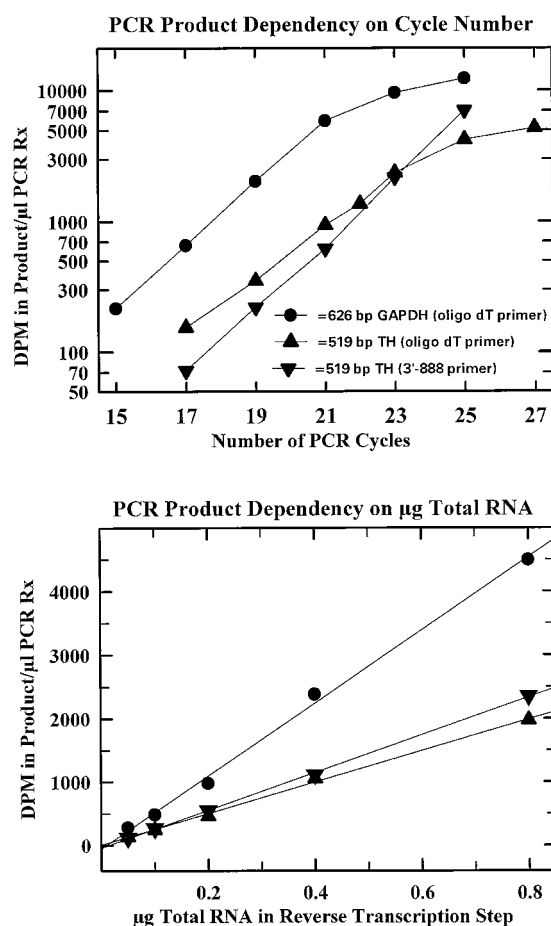 PCR Product Dependency on Cycle Number
DPM in Product/µl PCR Rx
10000
7000
5000
3000
1000
700
500
300
100
70
50
=626 bp GAPDH (oligo dT primer)
=519 bp TH (oligo dT primer)
=519 bp TH (3'-888 primer)
15 17 19 21 23 25 27
Number of PCR Cycles
PCR Product Dependency on µg Total RNA
DPM in Product/µl PCR Rx
4000
3000
2000
1000
0
0.2 0.4 0.6 0.8
µg Total RNA in Reverse Transcription Step